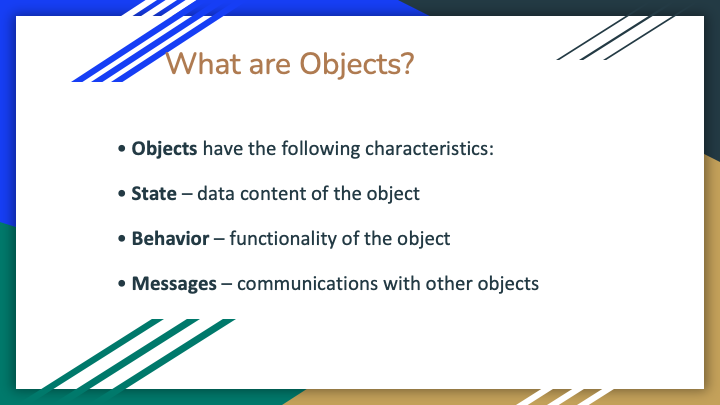 What are Objects?
• Objects have the following characteristics:
• State – data content of the object
• Behavior – functionality of the object
• Messages – communications with other objects